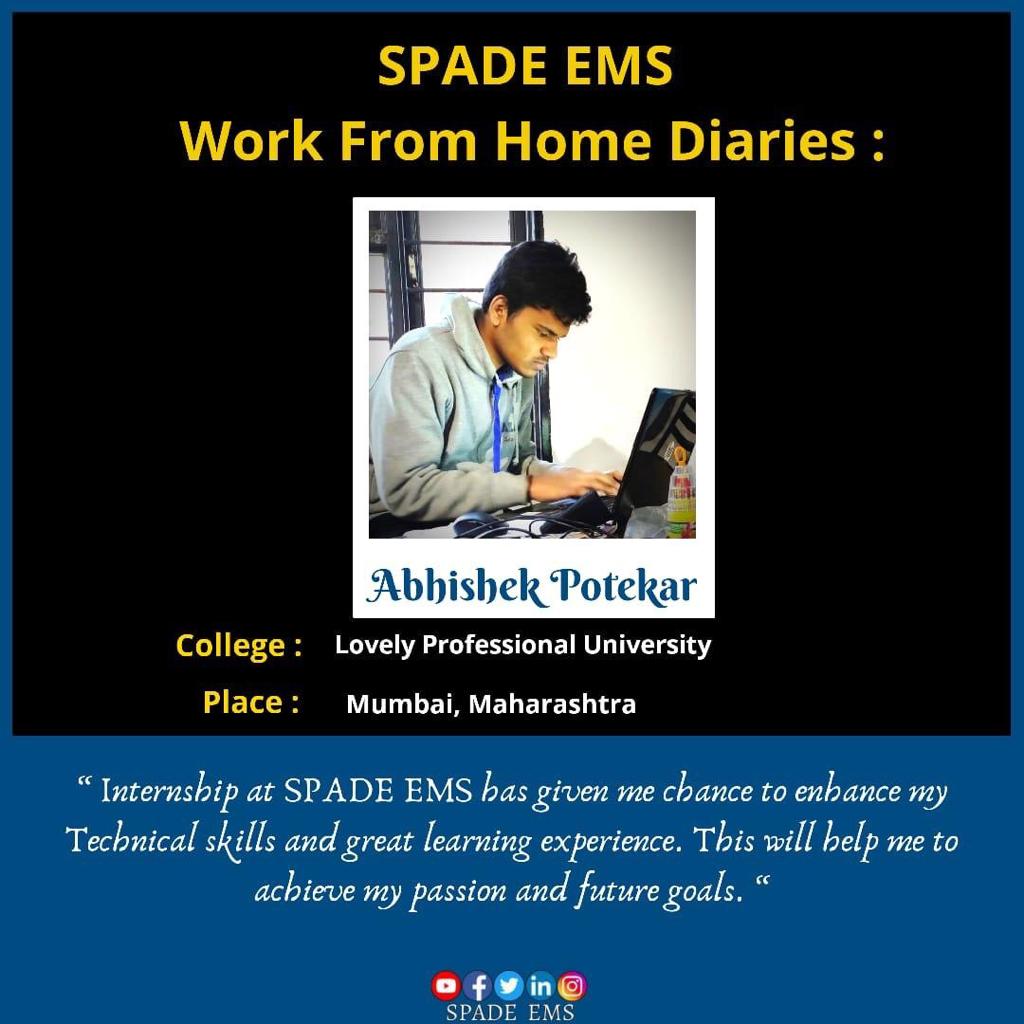 SPADE EMS
Work From Home Diaries :
Abhishek Potekar
College : Lovely Professional University
Place : Mumbai, Maharashtra
“ Internship at SPADE EMS has given me chance to enhance my
Technical skills and great learning experience. This will help me to
achieve my passion and future goals. “
SPADE EMS